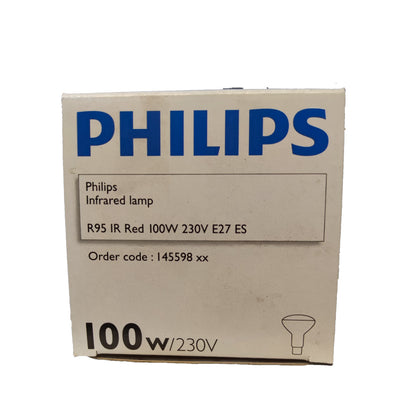 PHILIPS
Philips
Infrared lamp
R95 IR Red 100W 230V E27 ES
Order code : 145598 xx
100w/230V